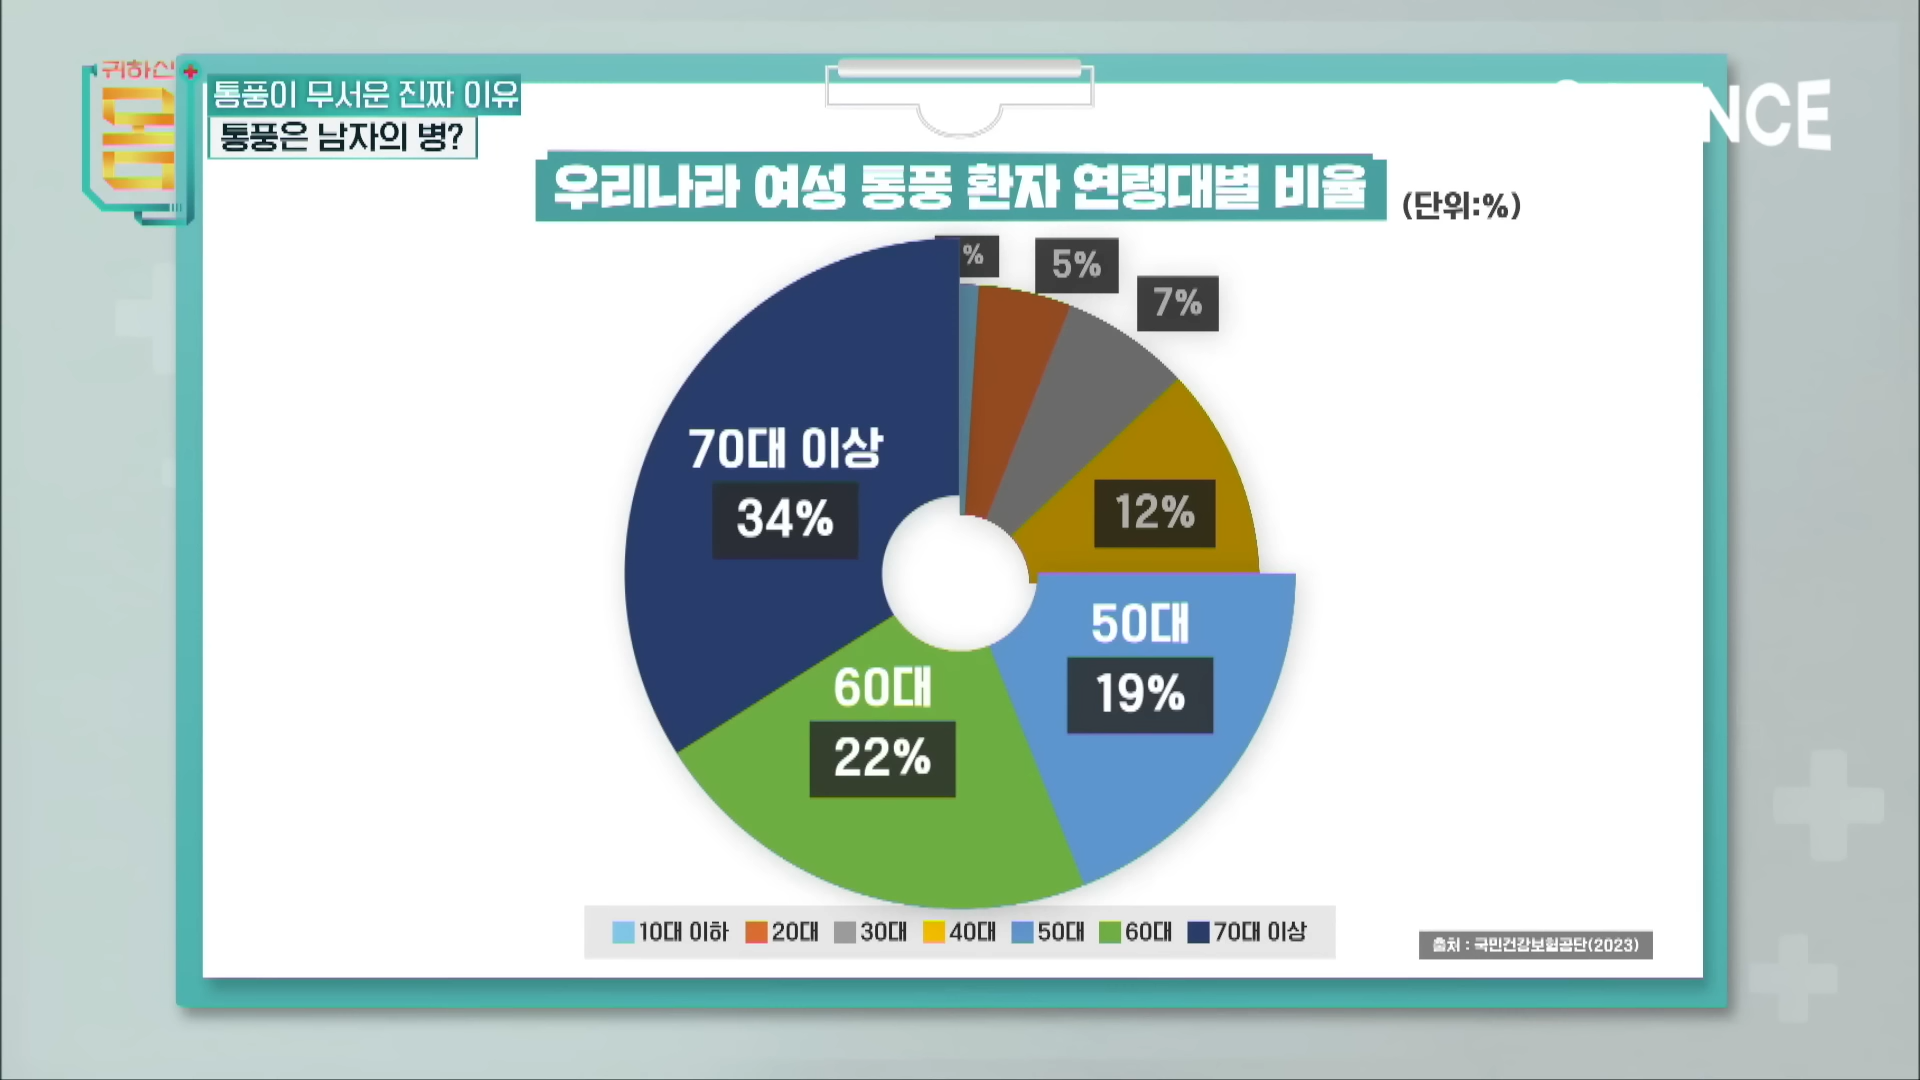 귀하신
몸
통풍이 무서운 진짜 이유
통풍은 남자의 병?
NCE
우리나라 여성 통풍 환자 연령대별 비율
(단위:%)
%
5%
7%
12%
70대 이상
34%
50대
19%
60대
22%
10대 이하 20대 30대 40대 50대 60대 70대 이상
출처 : 국민건강보험공단(2023)